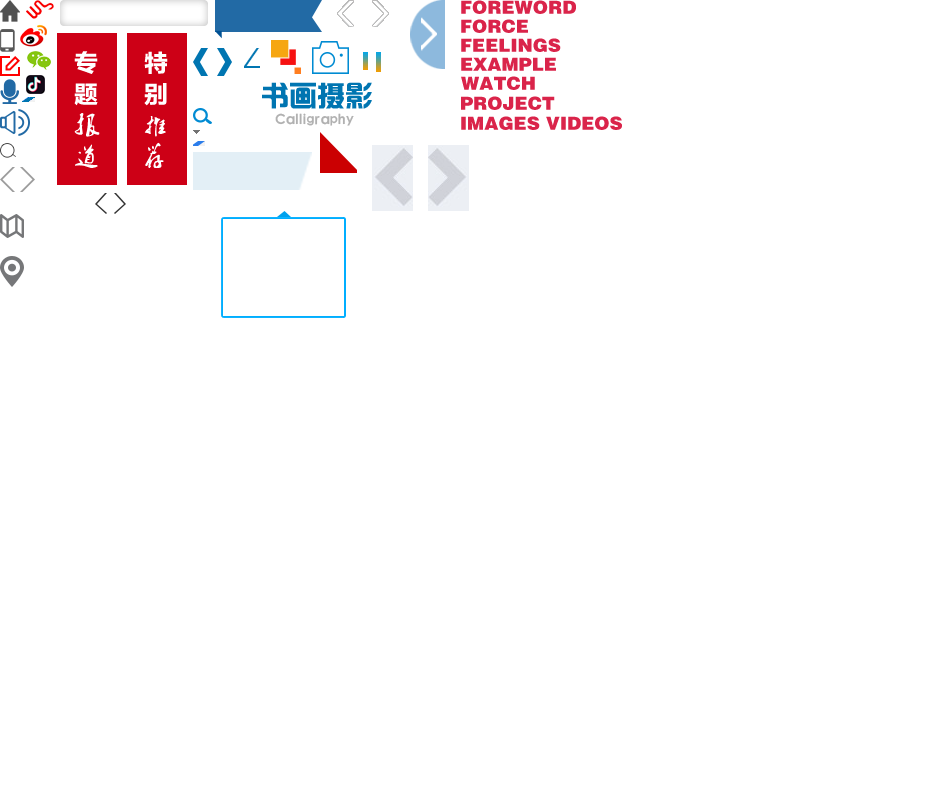 专题报道
特别推荐
书画摄影
Calligraphy
FOREWORD
FORCE
FEELINGS
EXAMPLE
WATCH
PROJECT
IMAGES VIDEOS